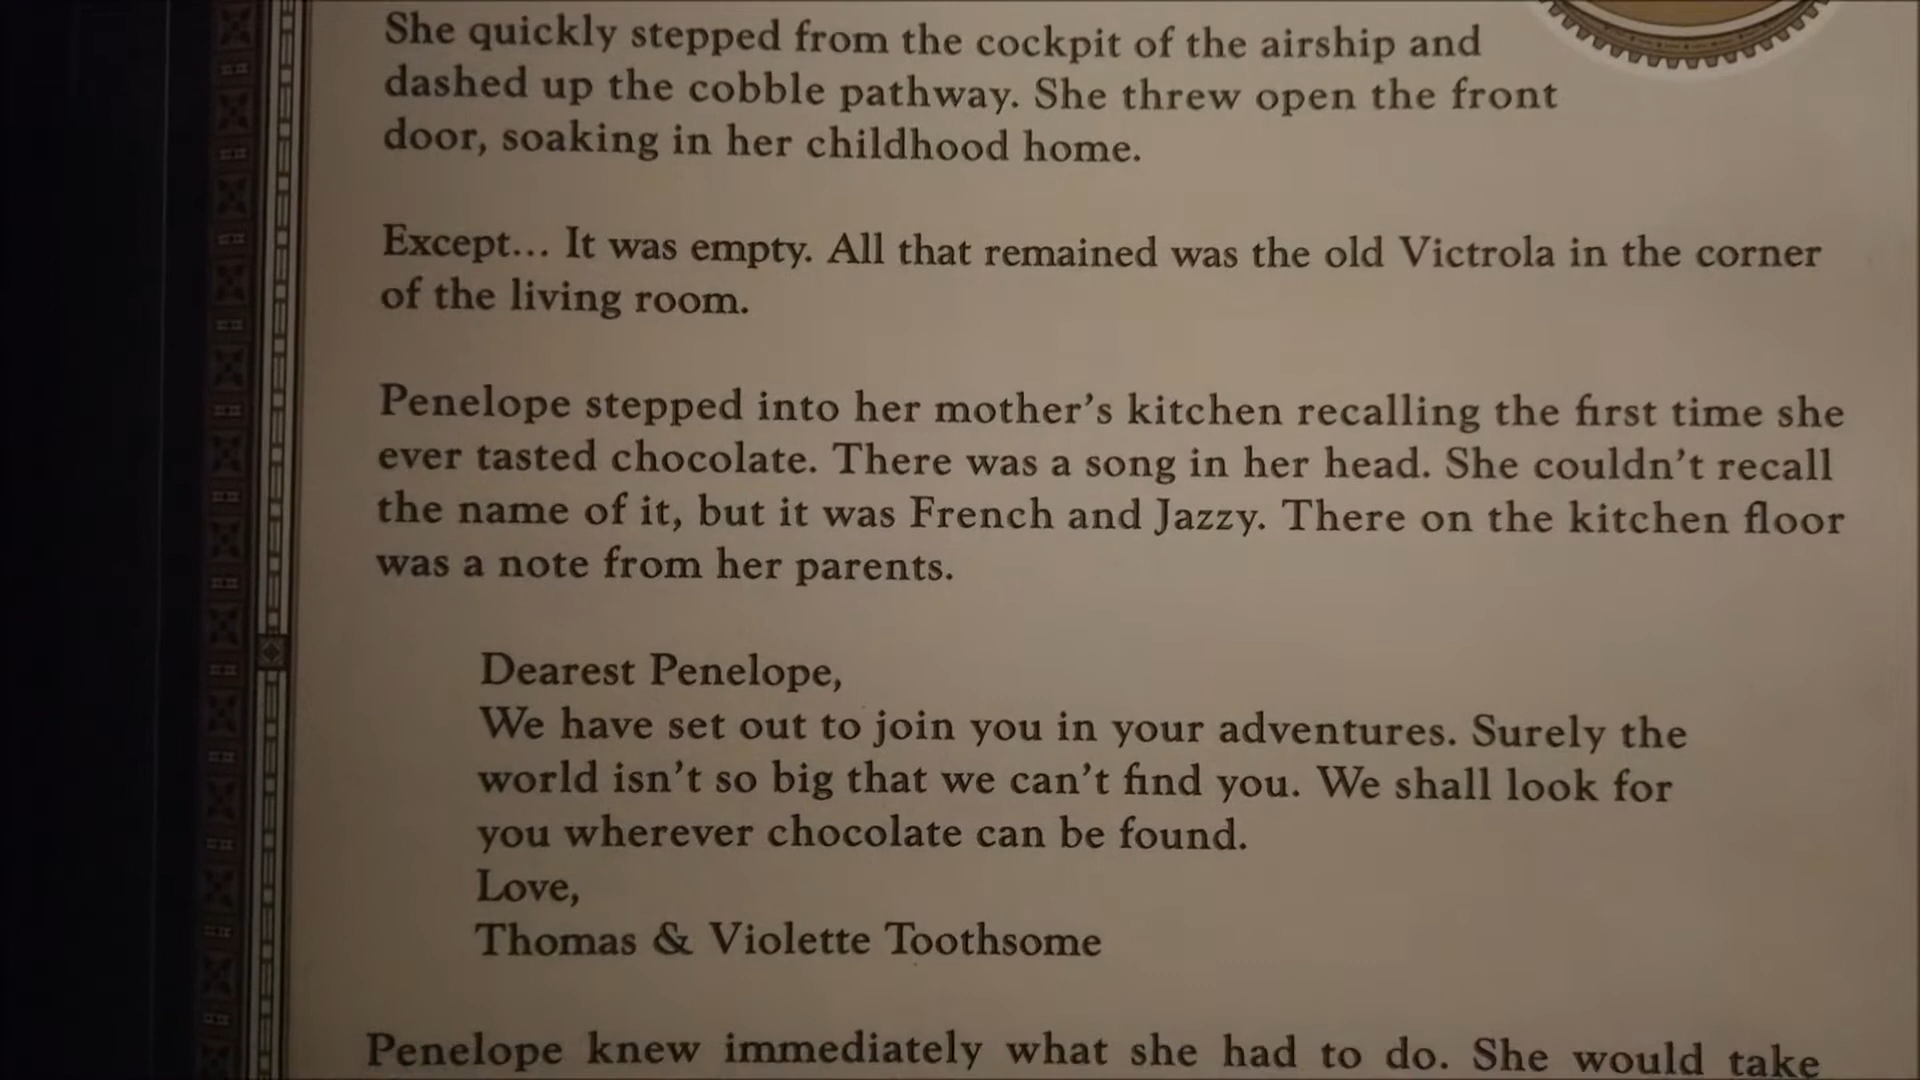 She quickly stepped from the cockpit of the airship and
dashed up the cobble pathway. She threw open the front
door, soaking in her childhood home.
Except... It was empty. All that remained was the old Victrola in the corner
of the living room.
Penelope stepped into her mother's kitchen recalling the first time she
ever tasted chocolate. There was a song in her head. She couldn't recall
the name of it, but it was French and Jazzy. There on the kitchen floor
was a note from her parents.
Dearest Penelope,
We have set out to join you in your adventures. Surely the
world isn't so big that we can't find you. We shall look for
you wherever chocolate can be found.
Love,
Thomas & Violette Toothsome
Penelope knew immediately what she had to do. She would take